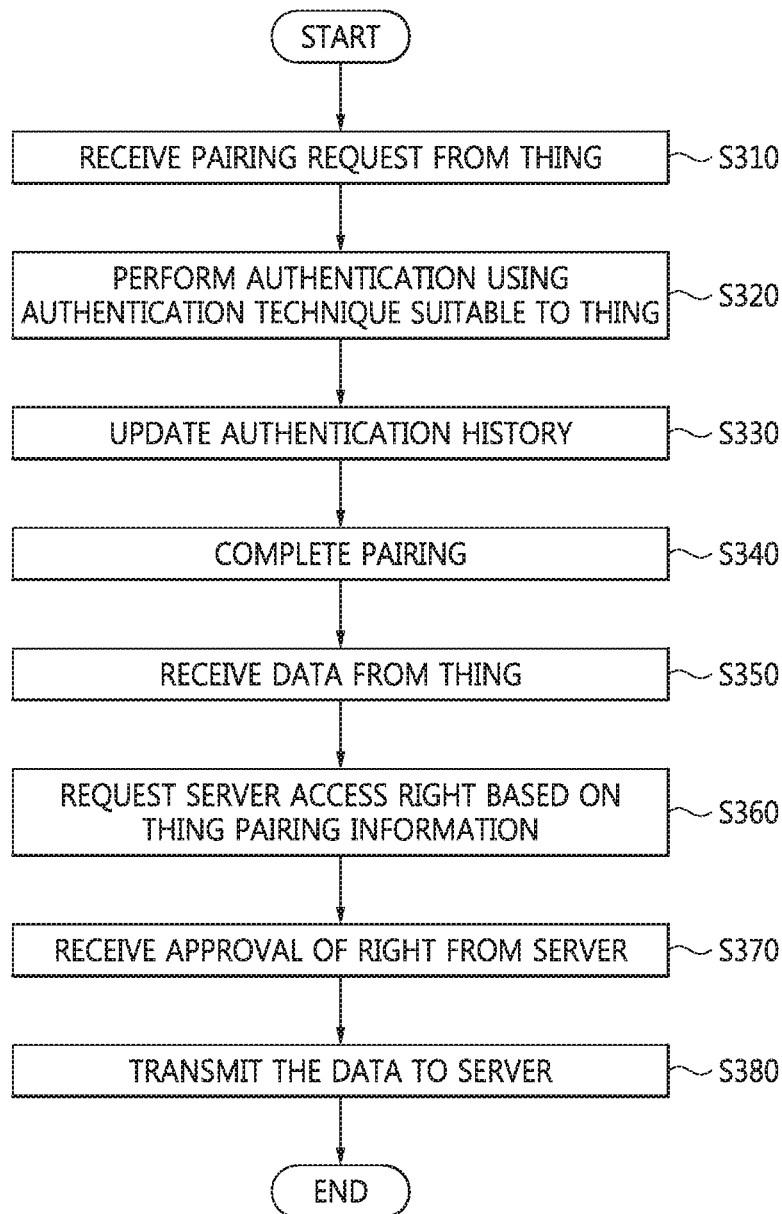 START
RECEIVE PAIRING REQUEST FROM THING
S310
PERFORM AUTHENTICATION USING
AUTHENTICATION TECHNIQUE SUITABLE TO THING
S320
UPDATE AUTHENTICATION HISTORY
S330
COMPLETE PAIRING
S340
RECEIVE DATA FROM THING
S350
REQUEST SERVER ACCESS RIGHT BASED ON
THING PAIRING INFORMATION
S360
RECEIVE APPROVAL OF RIGHT FROM SERVER
S370
TRANSMIT THE DATA TO SERVER
S380
END